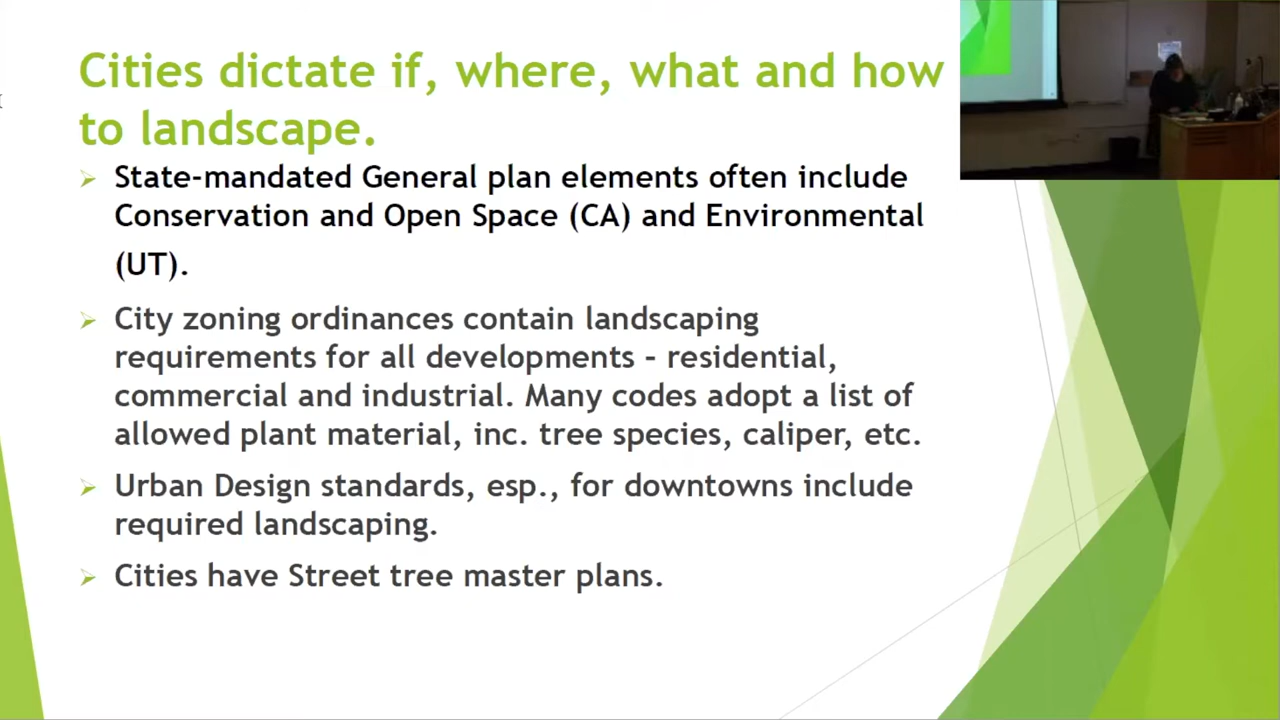 Cities dictate if, where, what and how
to landscape.
State-mandated General plan elements often include
Conservation and Open Space (CA) and Environmental
(UT).
City zoning ordinances contain landscaping
requirements for all developments - residential,
commercial and industrial. Many codes adopt a list of
allowed plant material, inc. tree species, caliper, etc.
Urban Design standards, esp., for downtowns include
required landscaping.
Cities have Street tree master plans.